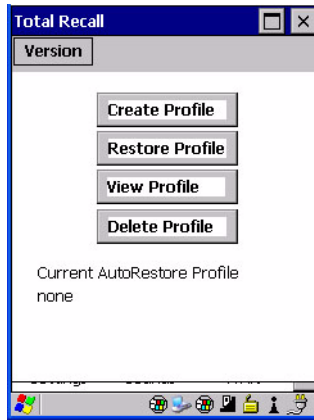 Total Recall
Version
Create Profile
Restore Profile
View Profile
Delete Profile
Current AutoRestore Profile
none